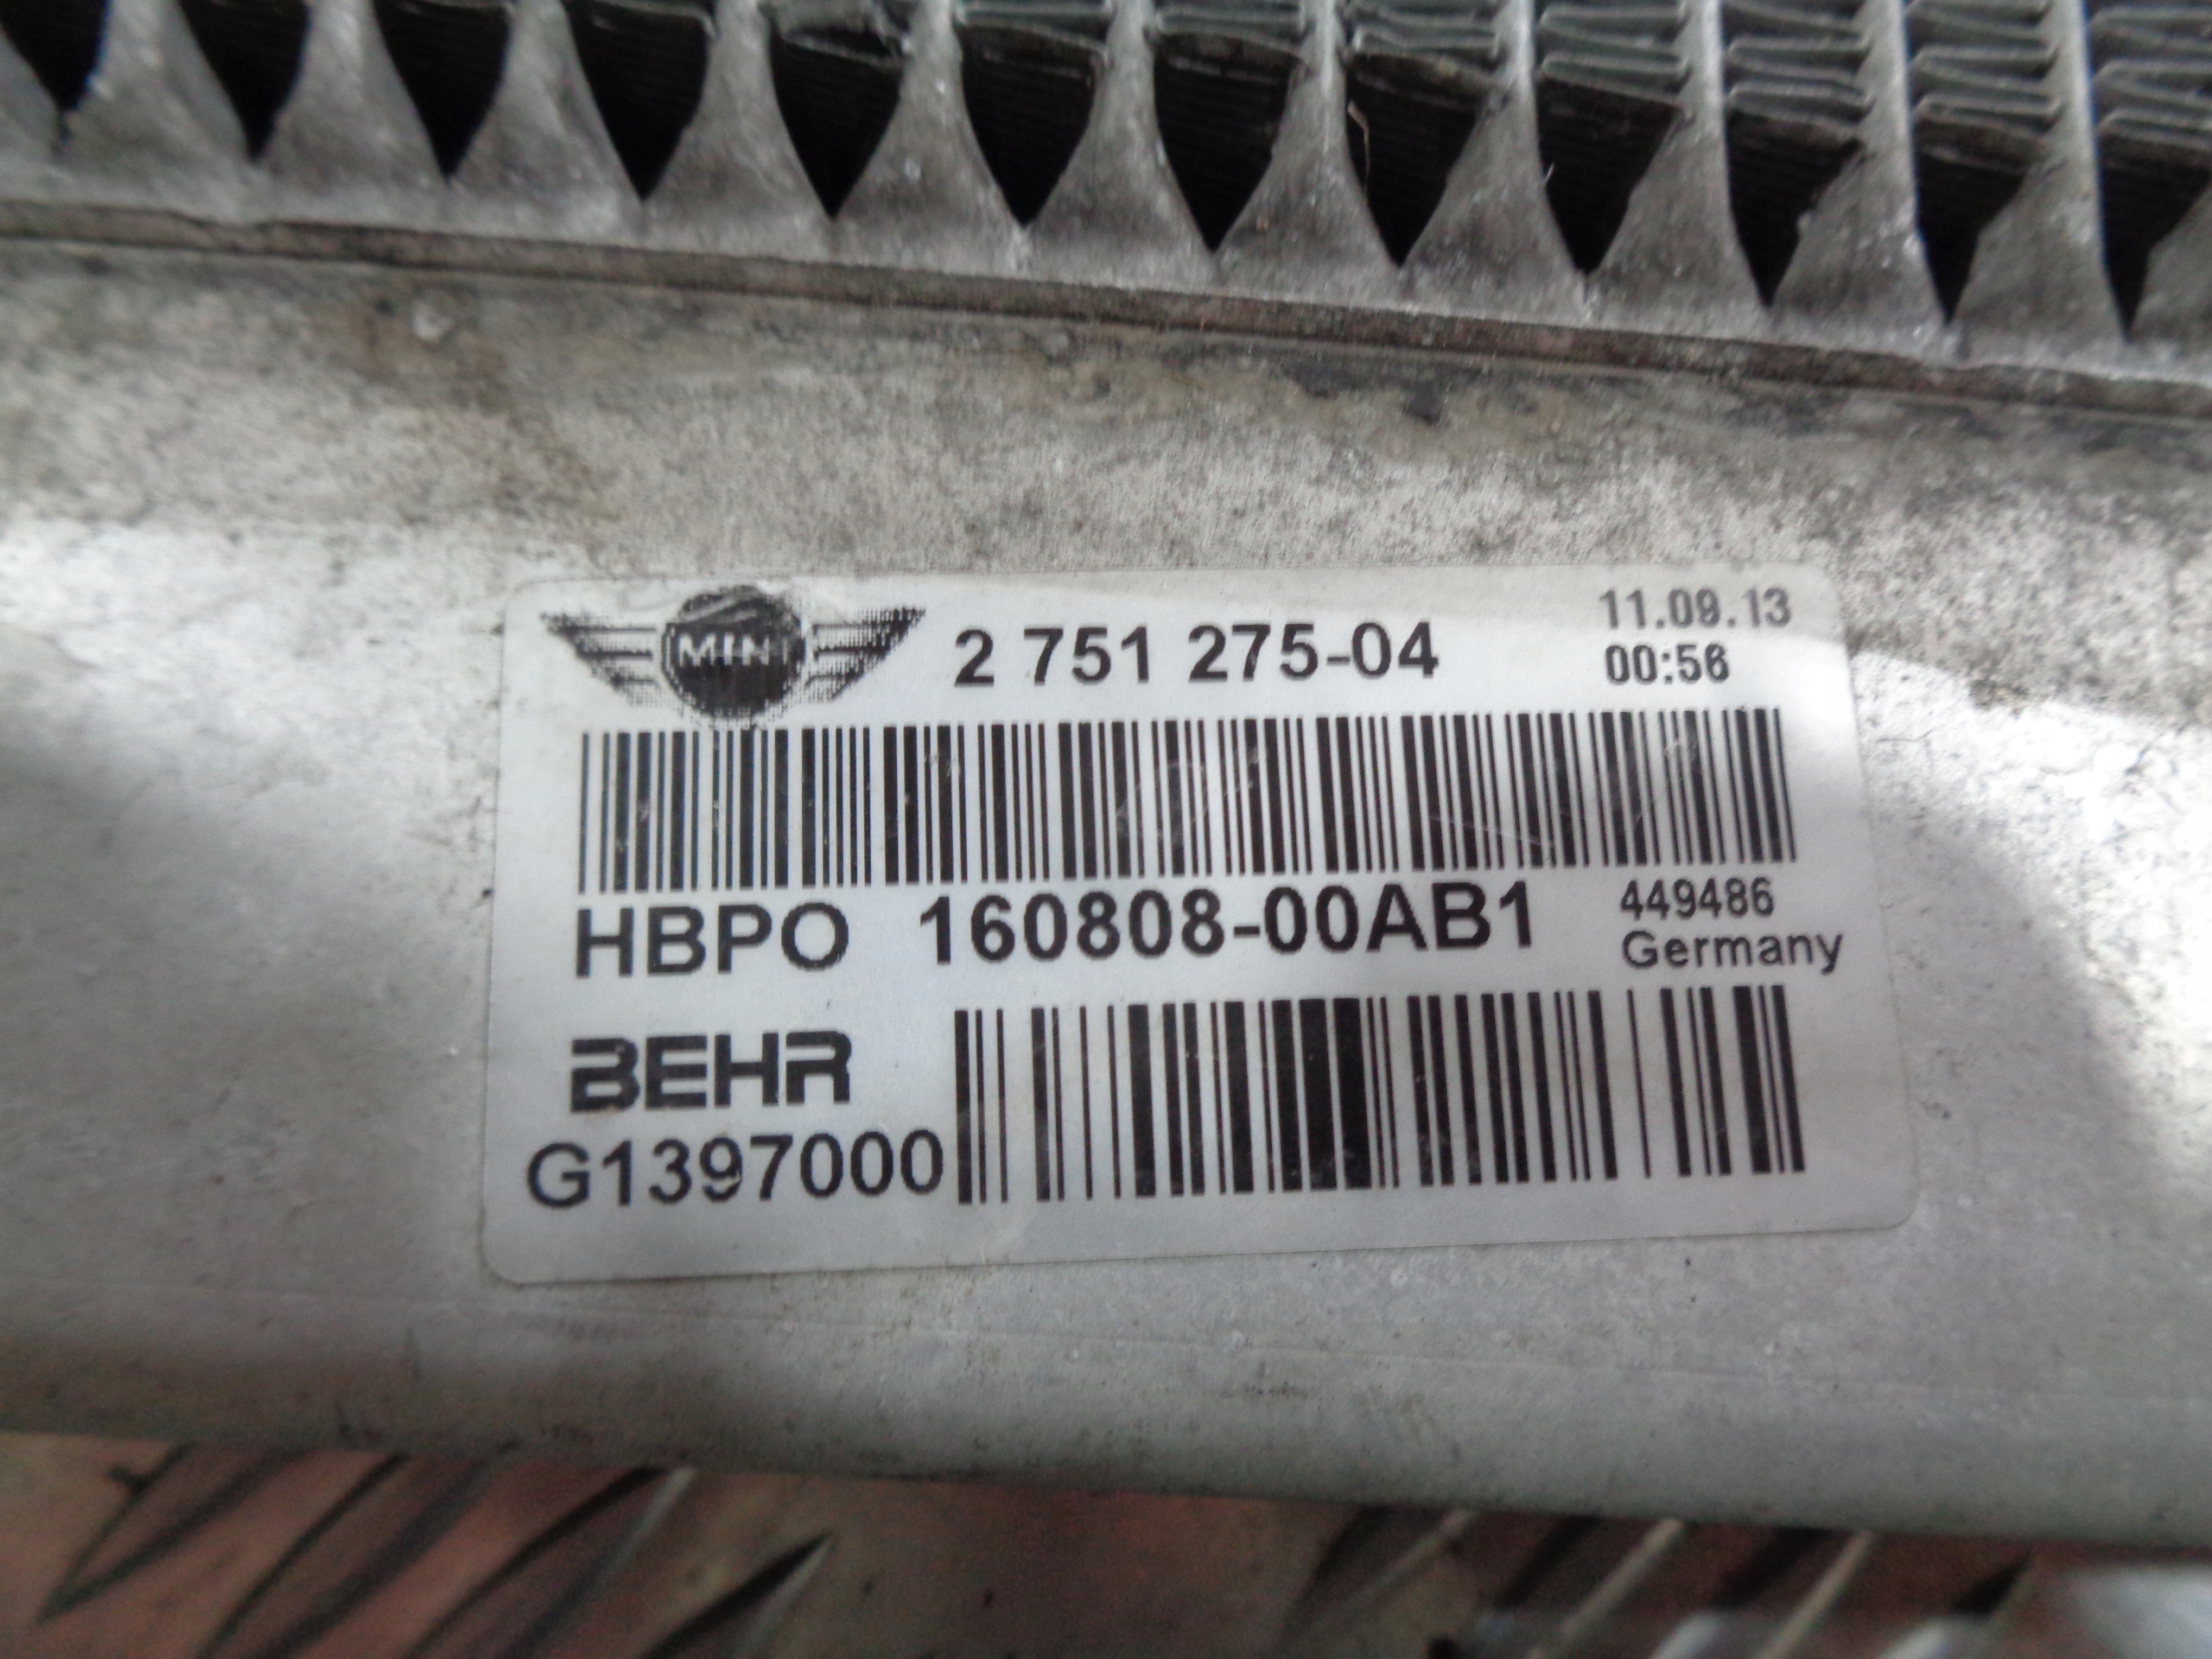 MINI 2 751 275-04 11.09.13
00:56
HBPO 160808-00AB1 449486
Germany
BEHR
G1397000